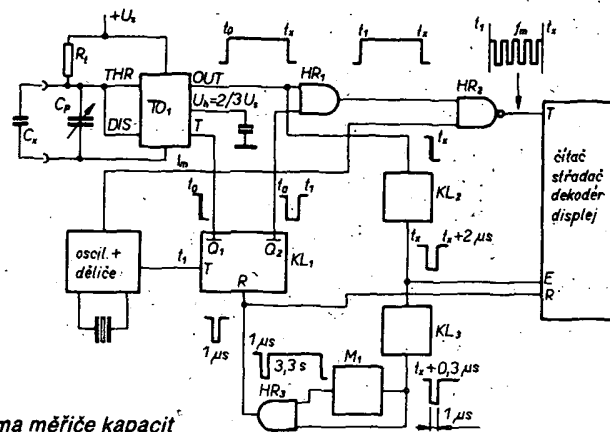 +Us
t0 tx t1 tx t1 fm tx
Rt
THR OUT HR1 HR2
Cp TO1 Uh=2/3Us
Cx DIS T T
tx
čítač
střadač
dekodér
displej
fm
t0 t0 t1 KL2
Q1 Q2 KL1
oscil.+
děliče
t1 T
R
tx tx+2 µs
E
R
KL3
1 µs 1 µs
3,3 s M1
HR3
tx+0,3 µs
1 µs
ma měřiče kapacit